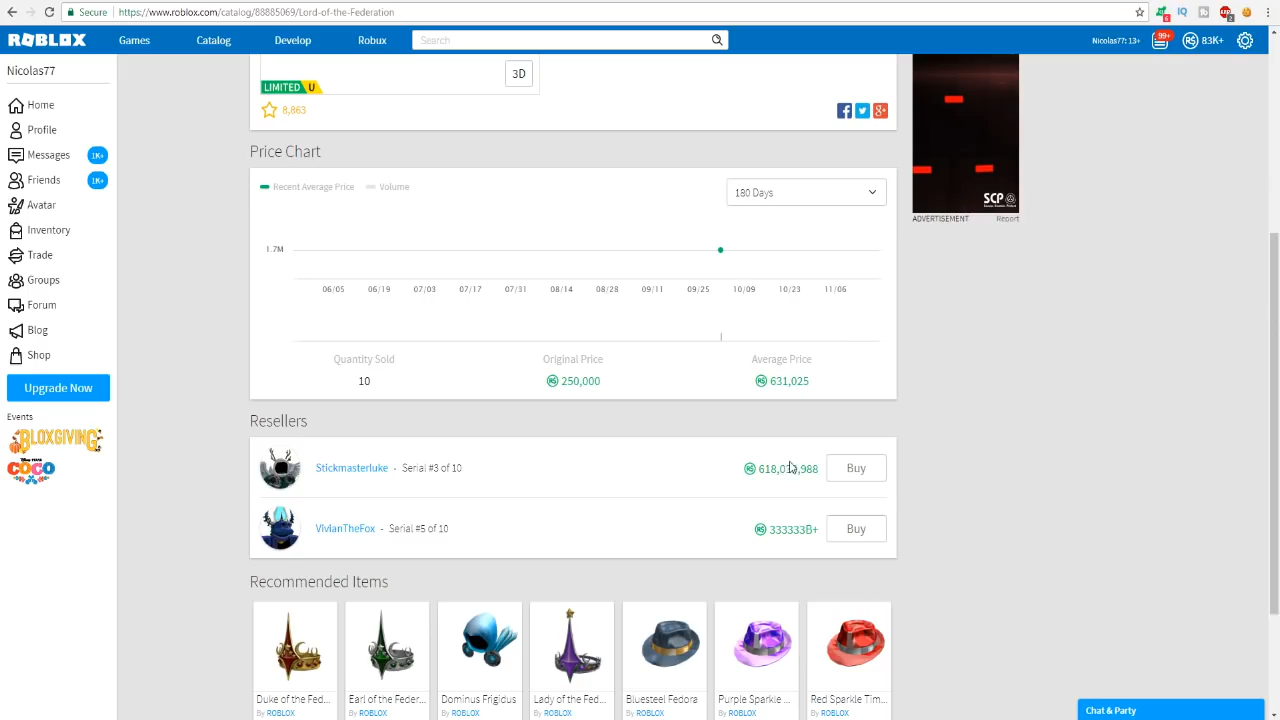 Secure https://www.roblox.com/catalog/88885069/Lord-of-the-Federation
6 IQ 2
ROBLOX Games Catalog Develop Robux Search Nicolas77: 13+ 99+ R$ 83K+
Nicolas77
Home
Profile
Messages 1K+
Friends 1K+
Avatar
Inventory
Trade
Groups
Forum
Blog
Shop
Upgrade Now
Events
BLOXGIVING
COCO
3D
LIMITED U
8,863
Price Chart
Recent Average Price Volume
180 Days
1.7M
06/05 06/19 07/03 07/17 07/31 08/14 08/28 09/11 09/25 10/09 10/23 11/06
Quantity Sold Original Price Average Price
10 R$ 250,000 R$ 631,025
Resellers
Stickmasterluke - Serial #3 of 10 Buy
VivianTheFox - Serial #5 of 10 R$ 333333B+ Buy
Recommended Items
Duke of the Fed... Earl of the Feder... Dominus Frigidus Lady of the Fed... Bluesteel Fedora Purple Sparkle ... Red Sparkle Tim...
By ROBLOX By ROBLOX By ROBLOX By ROBLOX By ROBLOX By ROBLOX By ROBLOX
SCP
ADVERTISEMENT Report
Chat & Party